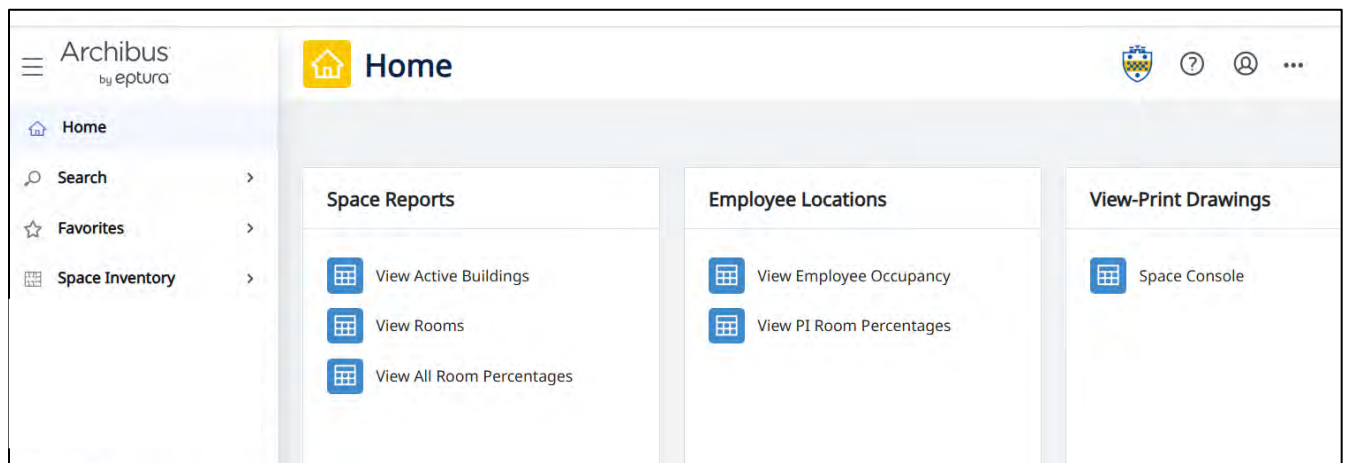 Archibus
by eptura
Home
Home
Search
Favorites
Space Inventory
Space Reports
View Active Buildings
View Rooms
View All Room Percentages
Employee Locations
View Employee Occupancy
View PI Room Percentages
View-Print Drawings
Space Console